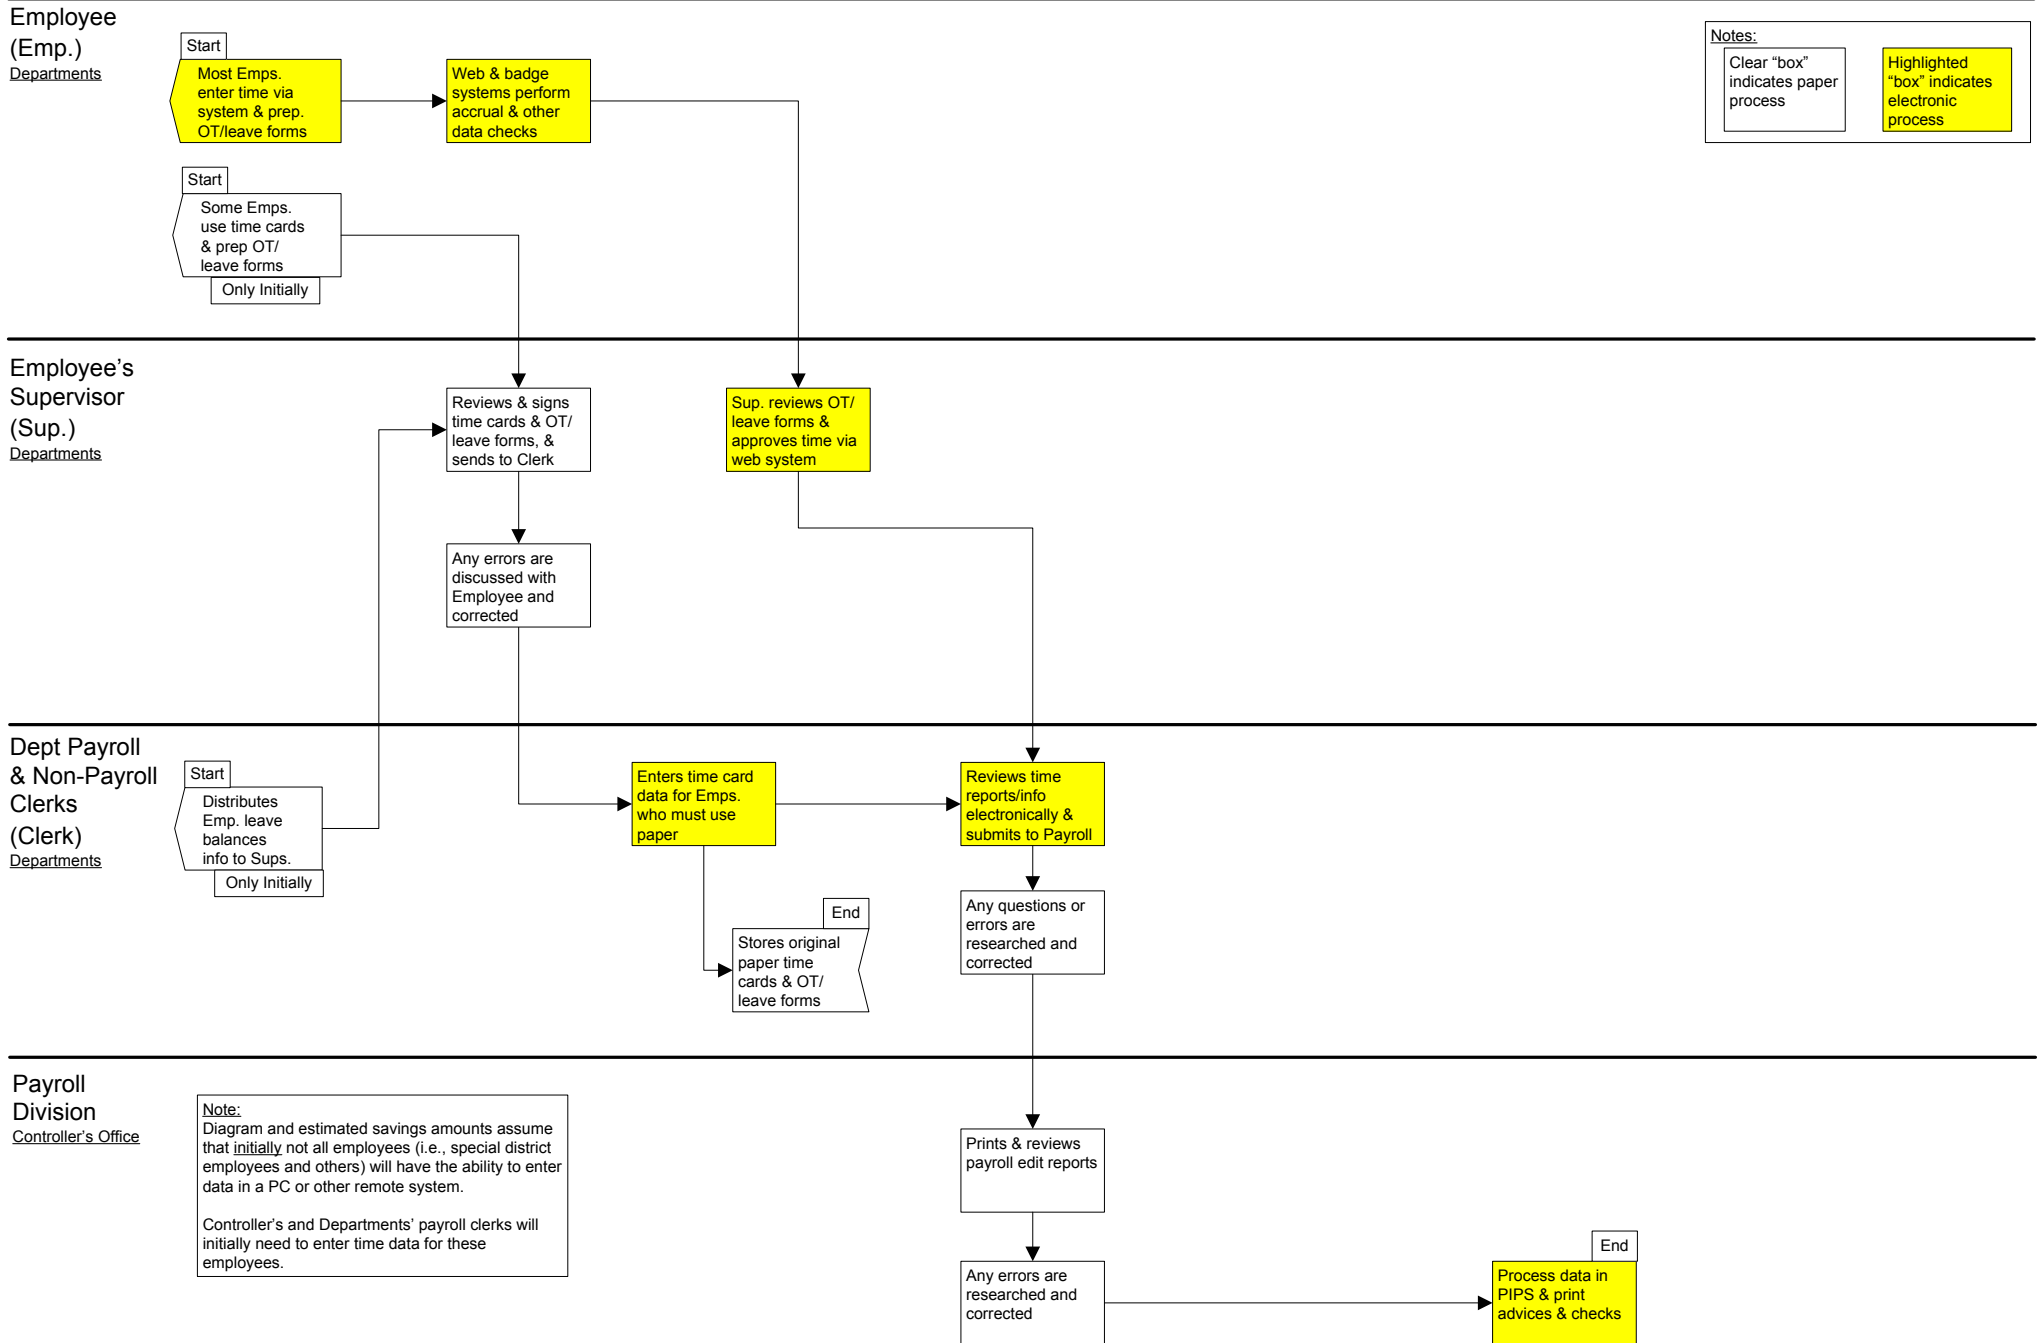 Employee
(Emp.)
Departments
Start
Most Emps.
enter time via
system & prep.
OT/leave forms
Web & badge
systems perform
accrual & other
data checks
Notes:
Clear “box”
indicates paper
process
Highlighted
“box” indicates
electronic
process
Start
Some Emps.
use time cards
& prep OT/
leave forms
Only Initially
Employee’s
Supervisor
(Sup.)
Departments
Reviews & signs
time cards & OT/
leave forms, &
sends to Clerk
Sup. reviews OT/
leave forms &
approves time via
web system
Any errors are
discussed with
Employee and
corrected
Dept Payroll
& Non-Payroll
Clerks
(Clerk)
Departments
Start
Distributes
Emp. leave
balances
info to Sups.
Only Initially
Enters time card
data for Emps.
who must use
paper
Reviews time
reports/info
electronically &
submits to Payroll
End
Stores original
paper time
cards & OT/
leave forms
Any questions or
errors are
researched and
corrected
Payroll
Division
Controller’s Office
Note:
Diagram and estimated savings amounts assume
that initially not all employees (i.e., special district
employees and others) will have the ability to enter
data in a PC or other remote system.
Controller’s and Departments’ payroll clerks will
initially need to enter time data for these
employees.
Prints & reviews
payroll edit reports
Any errors are
researched and
corrected
End
Process data in
PIPS & print
advices & checks